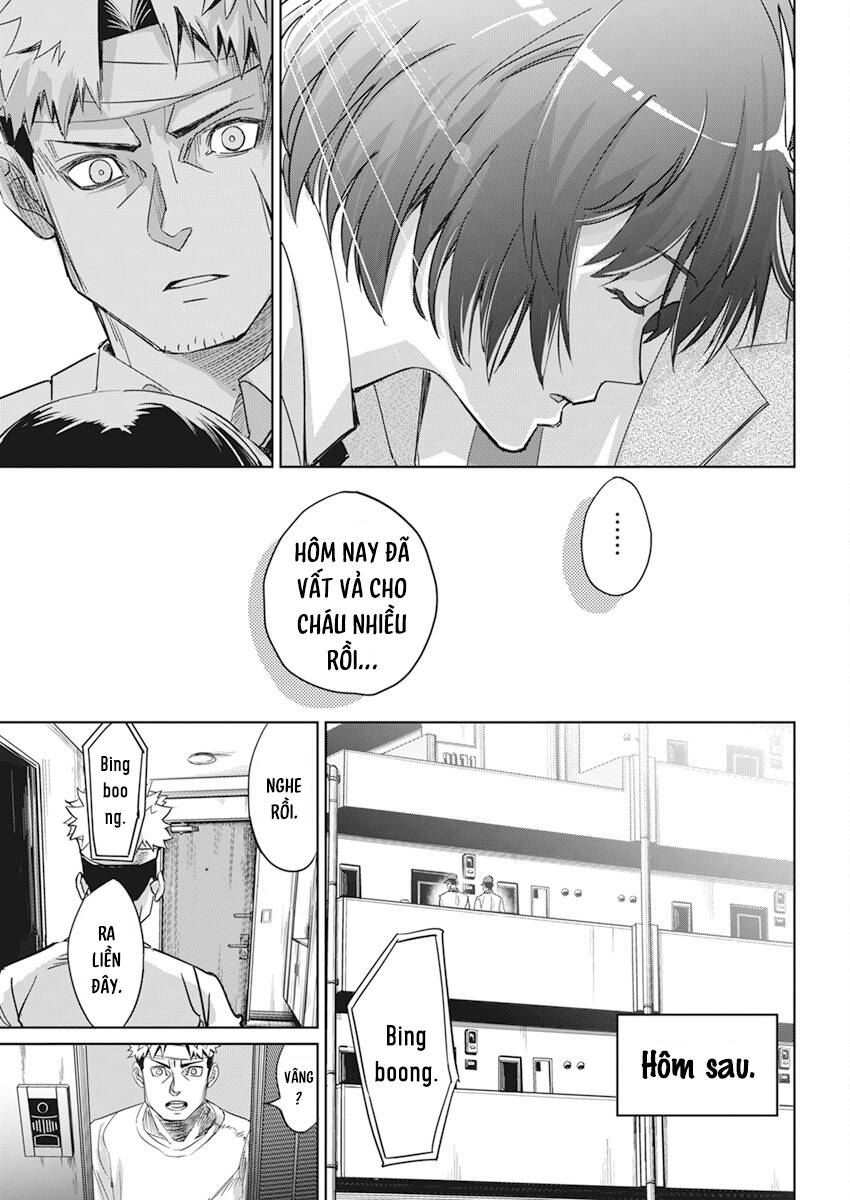 ......
HÔM NAY ĐÃ
VẤT VẢ CHO
CHÁU NHIỀU
RỒI...
Hôm sau.
Bing
boong.
NGHE
RỒI.
Bing
boo
ng.
RA
LIỀN
ĐÂY.
VÂNG
?